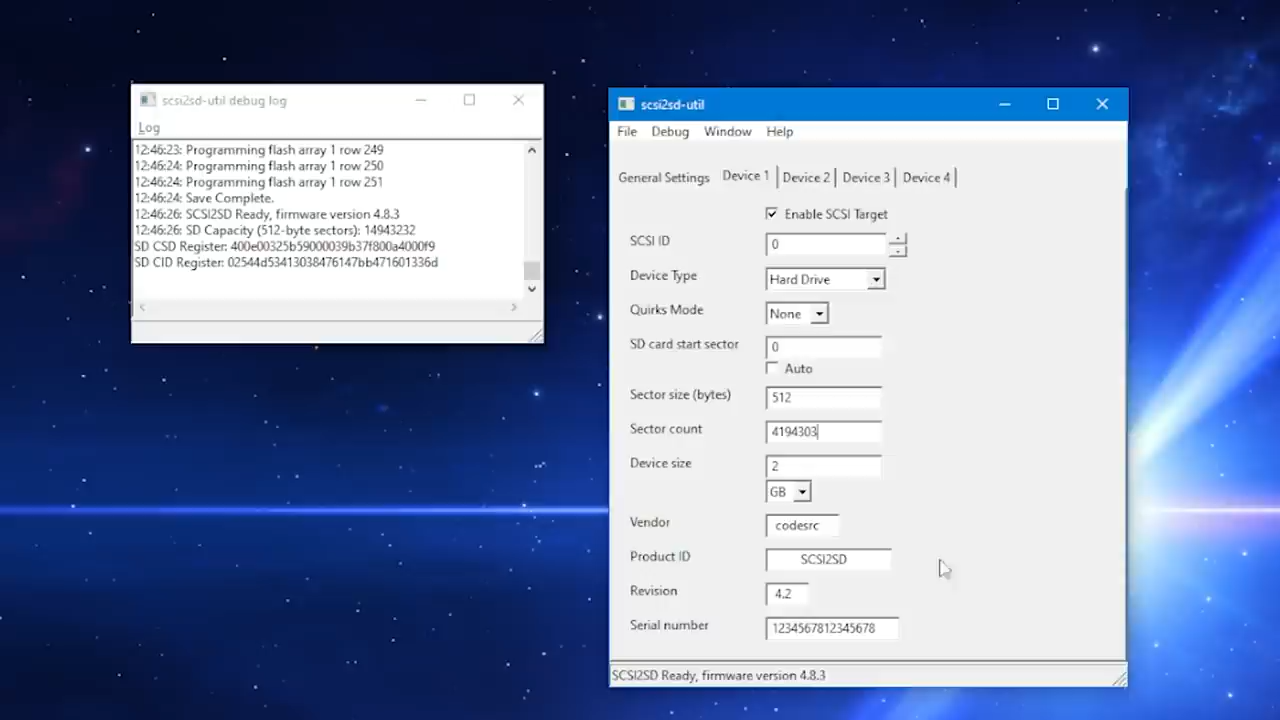 scsi2sd-util debug log
Log
12:46:23: Programming flash array 1 row 249
12:46:24: Programming flash array 1 row 250
12:46:24: Programming flash array 1 row 251
12:46:24: Save Complete.
12:46:26: SCSI2SD Ready, firmware version 4.8.3
12:46:26: SD Capacity (512-byte sectors): 14943232
SD CSD Register: 400e00325b59000039b37f800a4000f9
SD CID Register: 02544d53413038476147bb471601336d
scsi2sd-util
File Debug Window Help
General Settings Device 1 Device 2 Device 3 Device 4
Enable SCSI Target
SCSI ID 0
Device Type Hard Drive
Quirks Mode None
SD card start sector 0
Auto
Sector size (bytes) 512
Sector count 4194303
Device size 2
GB
Vendor codesrc
Product ID SCSI2SD
Revision 4.2
Serial number 1234567812345678
SCSI2SD Ready, firmware version 4.8.3